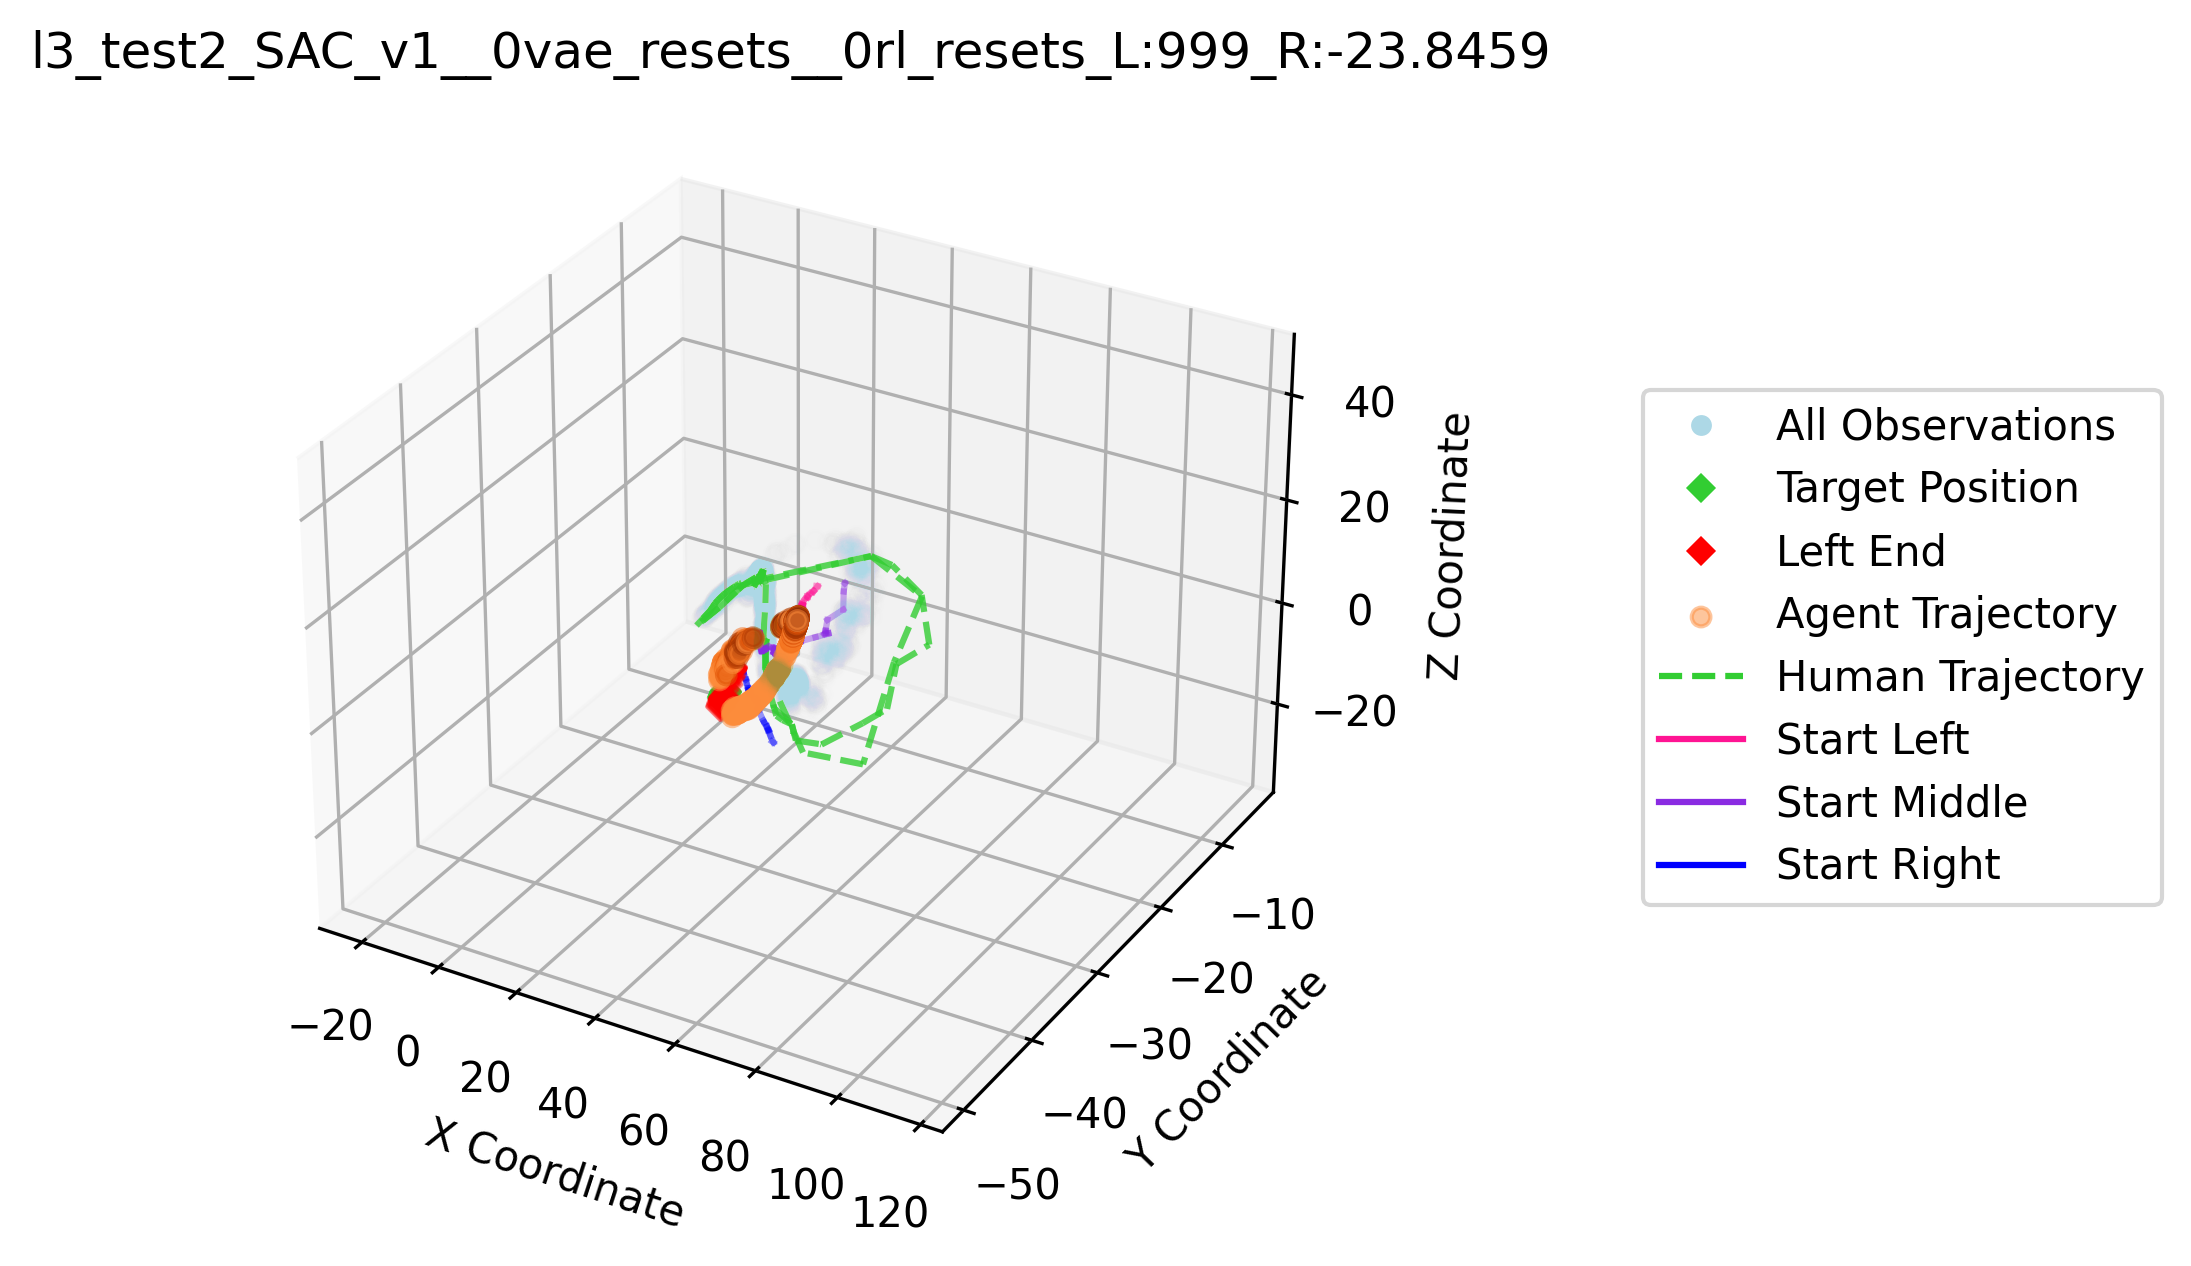 l3_test2_SAC_v1__0vae_resets__0rl_resets_L:999_R:-23.8459
40
20
0
−20
Z Coordinate
−10
−20
−30
−40
−50
Y Coordinate
−20
0
20
40
60
80
100
120
X Coordinate
All Observations
Target Position
Left End
Agent Trajectory
Human Trajectory
Start Left
Start Middle
Start Right